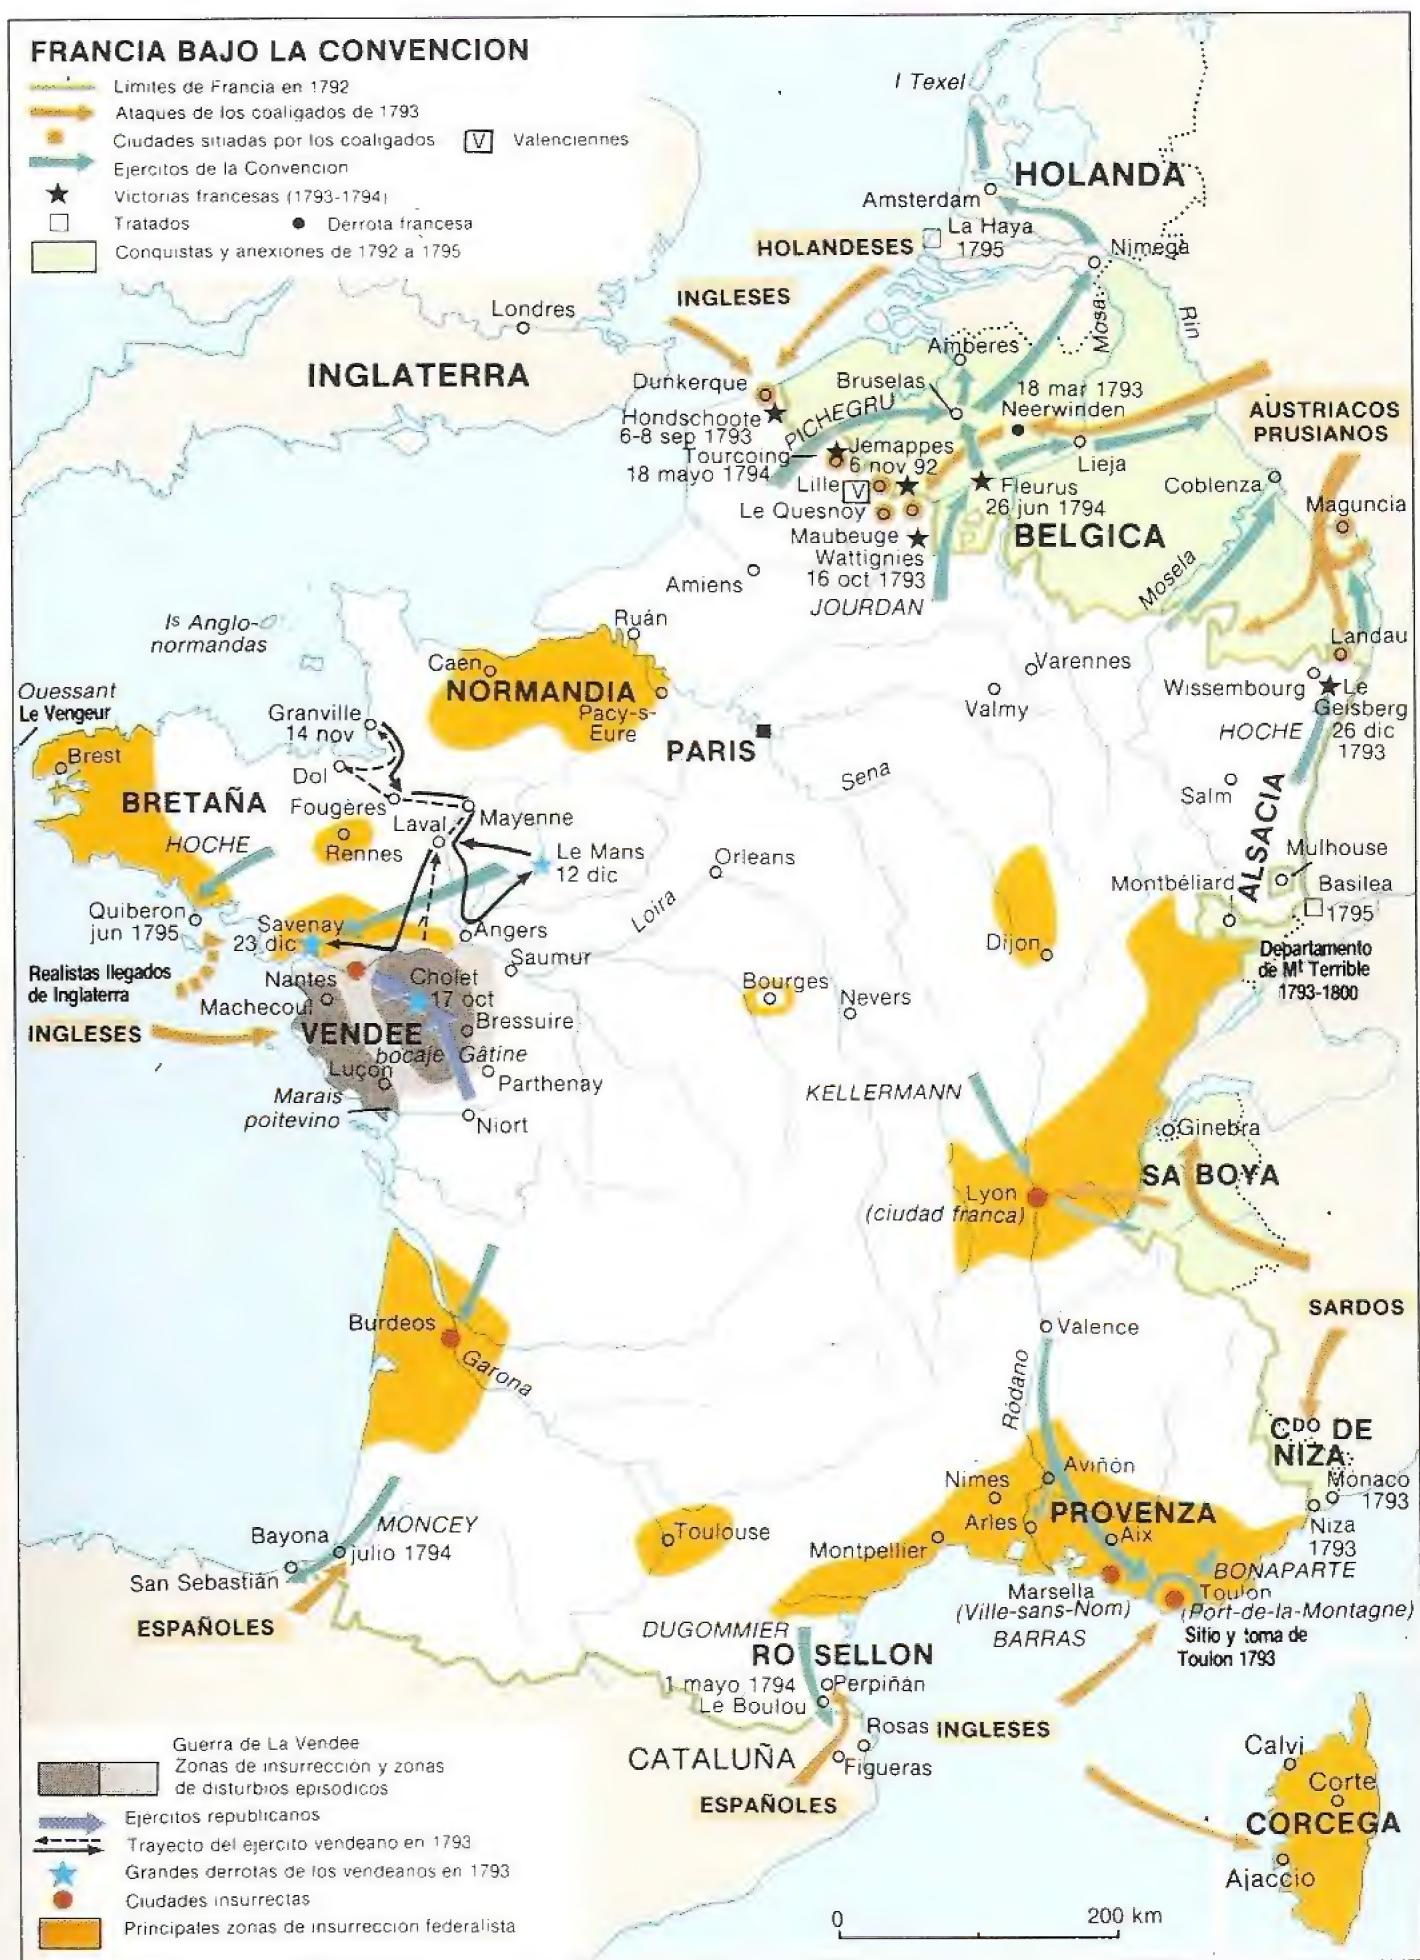 FRANCIA BAJO LA CONVENCION
Limites de Francia en 1792
Ataques de los coaligados de 1793
Ciudades sitiadas por los coaligados
V
Valenciennes
Ejercitos de la Convencion
Victorias francesas (1793-1794)
Tratados
Derrota francesa
Conquistas y anexiones de 1792 a 1795
I Texel
HOLANDA
Amsterdam
La Haya
1795
HOLANDESES
Nimega
INGLESES
Londres
INGLATERRA
Mosa
Rin
Amberes
Dunkerque
Bruselas
18 mar 1793
Neerwinden
Hondschoote
6-8 sep 1793
PICHEGRU
AUSTRIACOS
PRUSIANOS
Tourcoing
18 mayo 1794
Jemappes
6 nov 92
Lieja
Lille
V
Fleurus
26 jun 1794
Coblenza
Maguncia
Le Quesnoy
BELGICA
Maubeuge
Wattignies
16 oct 1793
JOURDAN
Mosela
Amiens
Is Anglo-
normandas
Ruán
Landau
Caen
NORMANDIA
Pacy-s-
Eure
Varennes
Valmy
Wissembourg
Le
Geisberg
26 dic
1793
HOCHE
Ouessant
Le Vengeur
Granville
14 nov
PARIS
Brest
Dol
Sena
Salm
BRETAÑA
Fougères
Mayenne
Laval
ALSACIA
HOCHE
Rennes
Le Mans
12 dic
Orleans
Mulhouse
Montbéliard
Basilea
1795
Loira
Quiberon
jun 1795
Savenay
23 dic
Angers
Dijon
Departamento
de Mt Terrible
1793-1800
Saumur
Realistas llegados
de Inglaterra
Nantes
Cholet
17 oct
Bourges
Nevers
Machecoul
INGLESES
VENDEE
Bressuire
bocaje
Gâtine
Luçon
Parthenay
Marais
poitevino
Niort
KELLERMANN
Ginebra
SABOYA
Lyon
(ciudad franca)
SARDOS
Burdeos
Garona
Valence
Ródano
CDO DE
NIZA
Mónaco
1793
Niza
1793
Nimes
Aviñón
Arles
PROVENZA
Aix
MONCEY
julio 1794
Bayona
Toulouse
Montpellier
San Sebastián
BONAPARTE
Marsella
(Ville-sans-Nom)
BARRAS
Toulon
(Port-de-la-Montagne)
Sitio y toma de
Toulon 1793
ESPAÑOLES
DUGOMMIER
ROSELLON
1 mayo 1794
Le Boulou
Perpiñán
Rosas
INGLESES
CATALUÑA
Figueras
ESPAÑOLES
Calvi
Corte
CORCEGA
Ajaccio
Guerra de La Vendee
Zonas de insurrección y zonas
de disturbios episodicos
Ejercitos republicanos
Trayecto del ejercito vendeano en 1793
Grandes derrotas de los vendeanos en 1793
Ciudades insurrectas
Principales zonas de insurreccion federalista
0
200 km